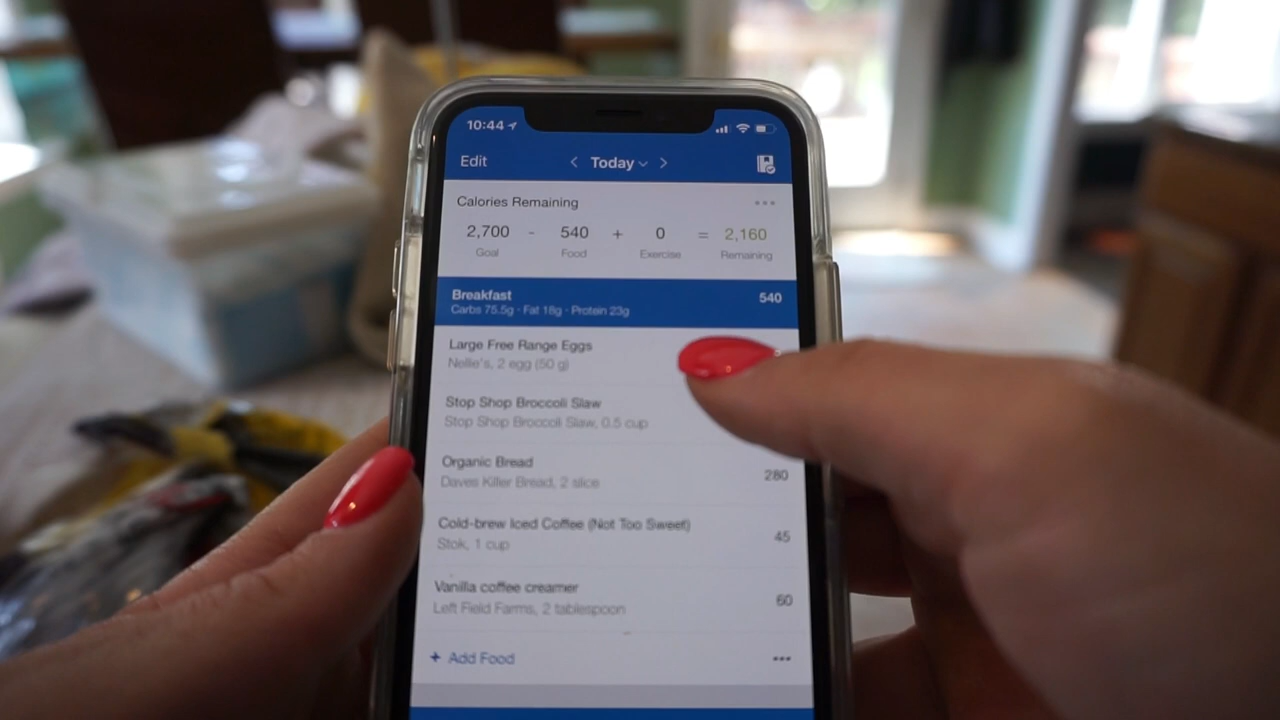 10:44
Edit < Today >
Calories Remaining
2,700 - 540 + 0 = 2,160
Goal Food Exercise Remaining
Breakfast 540
Carbs 75.5g · Fat 18g · Protein 23g
Large Free Range Eggs
Nellie's, 2 egg (50 g)
Stop Shop Broccoli Slaw
Stop Shop Broccoli Slaw, 0.5 cup
Organic Bread
Daves Killer Bread, 2 slice 280
Cold-brew Iced Coffee (Not Too Sweet)
Stok, 1 cup 45
Vanilla coffee creamer
Left Field Farms, 2 tablespoon 60
+ Add Food